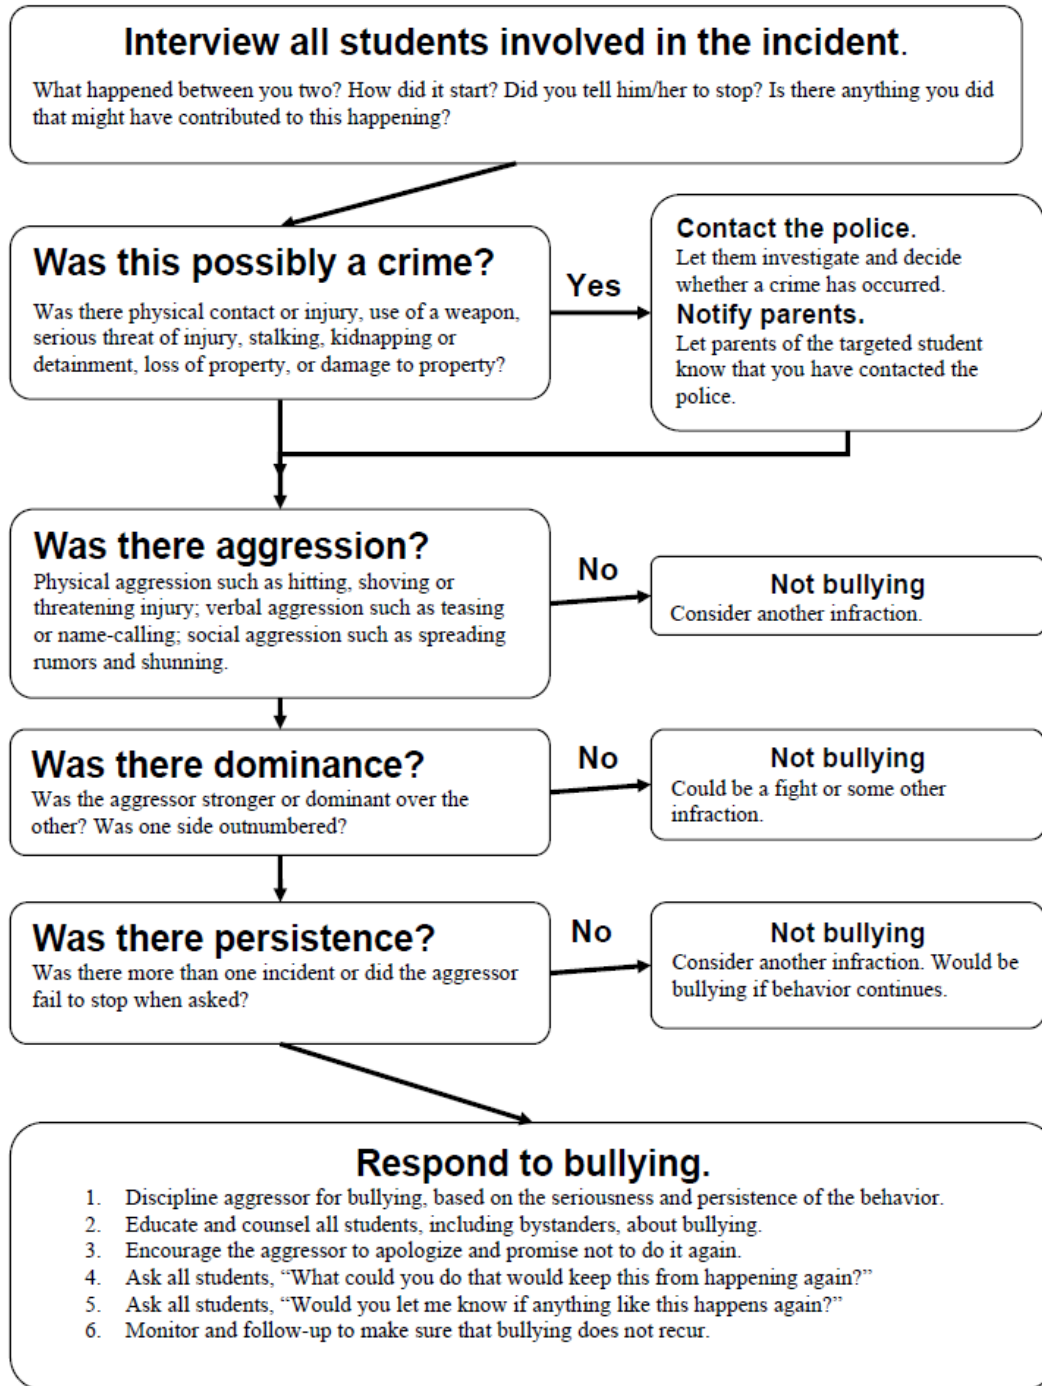 Interview all students involved in the incident.
What happened between you two? How did it start? Did you tell him/her to stop? Is there anything you did
that might have contributed to this happening?
Was this possibly a crime?
Was there physical contact or injury, use of a weapon,
serious threat of injury, stalking, kidnapping or
detainment, loss of property, or damage to property?
Yes
Contact the police.
Let them investigate and decide
whether a crime has occurred.
Notify parents.
Let parents of the targeted student
know that you have contacted the
police.
Was there aggression?
Physical aggression such as hitting, shoving or
threatening injury; verbal aggression such as teasing
or name-calling; social aggression such as spreading
rumors and shunning.
No
Not bullying
Consider another infraction.
Was there dominance?
Was the aggressor stronger or dominant over the
other? Was one side outnumbered?
No
Not bullying
Could be a fight or some other
infraction.
Was there persistence?
Was there more than one incident or did the aggressor
fail to stop when asked?
No
Not bullying
Consider another infraction. Would be
bullying if behavior continues.
Respond to bullying.
1. Discipline aggressor for bullying, based on the seriousness and persistence of the behavior.
2. Educate and counsel all students, including bystanders, about bullying.
3. Encourage the aggressor to apologize and promise not to do it again.
4. Ask all students, “What could you do that would keep this from happening again?”
5. Ask all students, “Would you let me know if anything like this happens again?”
6. Monitor and follow-up to make sure that bullying does not recur.